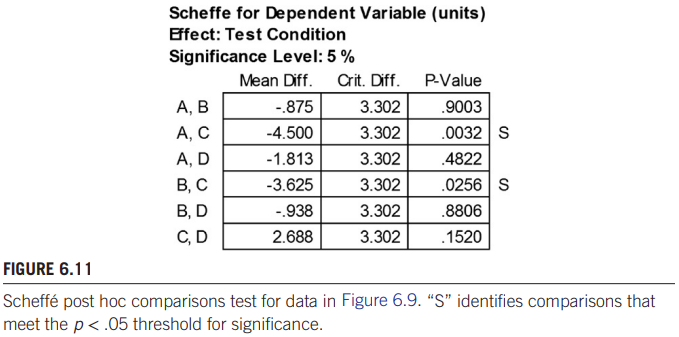 Scheffe for Dependent Variable (units)
Effect: Test Condition
Significance Level: 5 %
Mean Diff. Crit. Diff. P-Value
A, B -.875 3.302 .9003
A, C -4.500 3.302 .0032 S
A, D -1.813 3.302 .4822
B, C -3.625 3.302 .0256 S
B, D -.938 3.302 .8806
C, D 2.688 3.302 .1520
FIGURE 6.11
Scheffé post hoc comparisons test for data in Figure 6.9. “S” identifies comparisons that
meet the p < .05 threshold for significance.